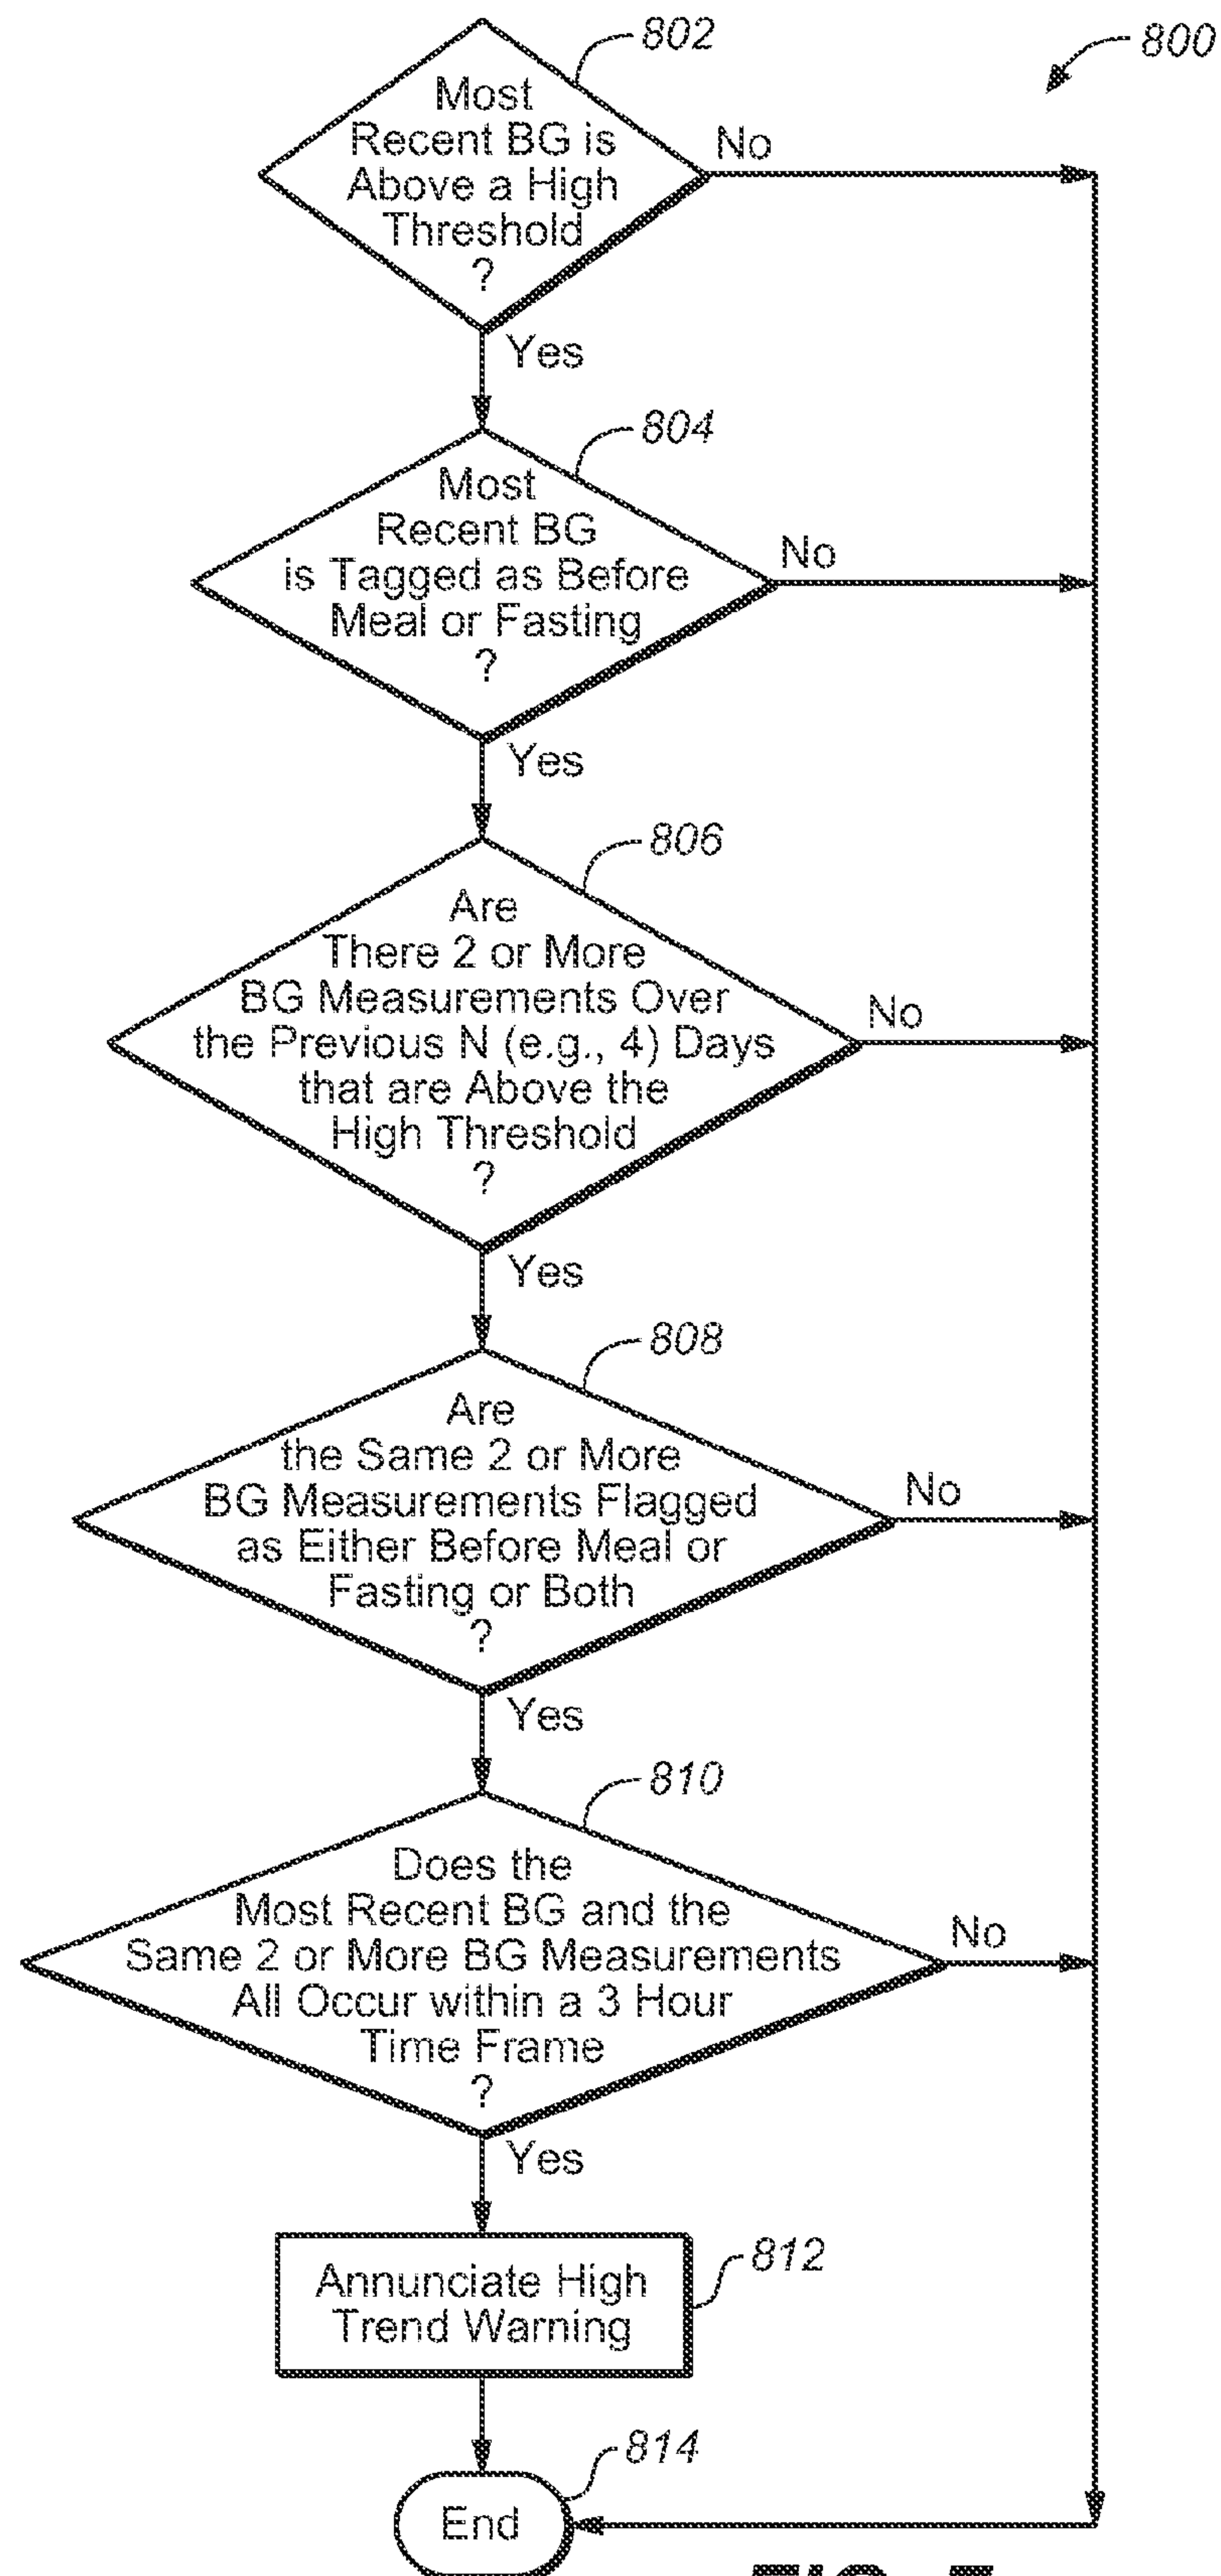 802
800
Most
Recent BG is
Above a High
Threshold
?
No
Yes
804
Most
Recent BG
is Tagged as Before
Meal or Fasting
?
No
Yes
806
Are
There 2 or More
BG Measurements Over
the Previous N (e.g., 4) Days
that are Above the
High Threshold
?
No
Yes
808
Are
the Same 2 or More
BG Measurements Flagged
as Either Before Meal or
Fasting or Both
?
No
Yes
810
Does the
Most Recent BG and the
Same 2 or More BG Measurements
All Occur within a 3 Hour
Time Frame
?
No
Yes
Annunciate High
Trend Warning
812
814
End